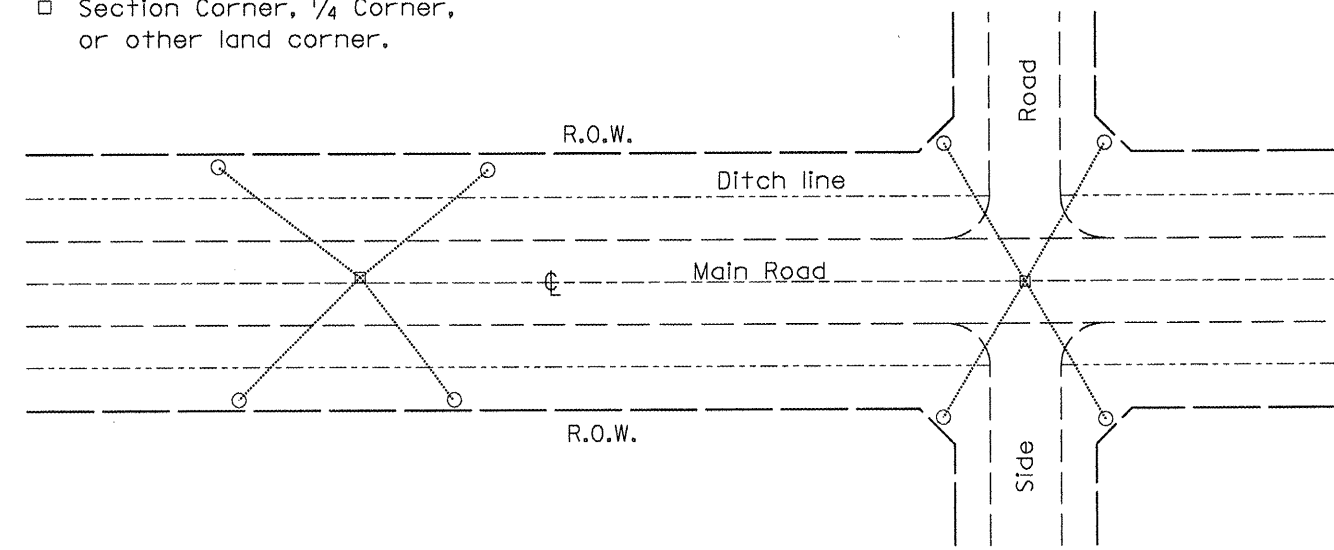 □ Section Corner, 1/4 Corner,
or other land corner.
Road
R.O.W.
Ditch line
Main Road
℄
R.O.W.
Side